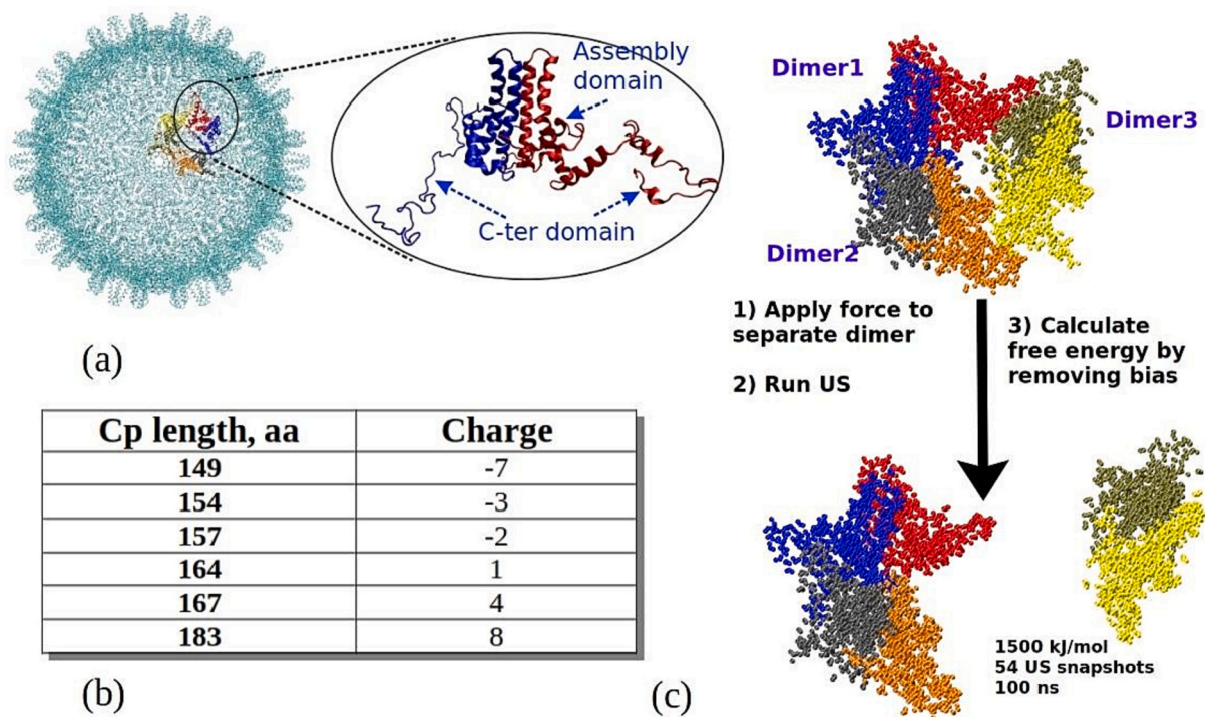 Assembly
domain
C-ter domain
(a)
Cp length, aa Charge
149 -7
154 -3
157 -2
164 1
167 4
183 8
(b)
Dimer1
Dimer3
Dimer2
1) Apply force to
separate dimer
2) Run US
3) Calculate
free energy by
removing bias
1500 kJ/mol
54 US snapshots
100 ns
(c)